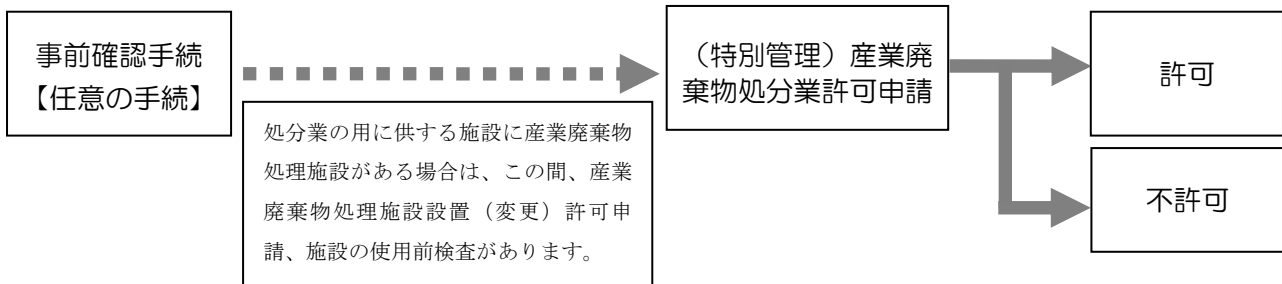 事前確認手続
【任意の手続】
処分業の用に供する施設に産業廃棄物
処理施設がある場合は、この間、産業
廃棄物処理施設設置（変更）許可申
請、施設の使用前検査があります。
（特別管理）産業廃
棄物処分業許可申請
許可
不許可